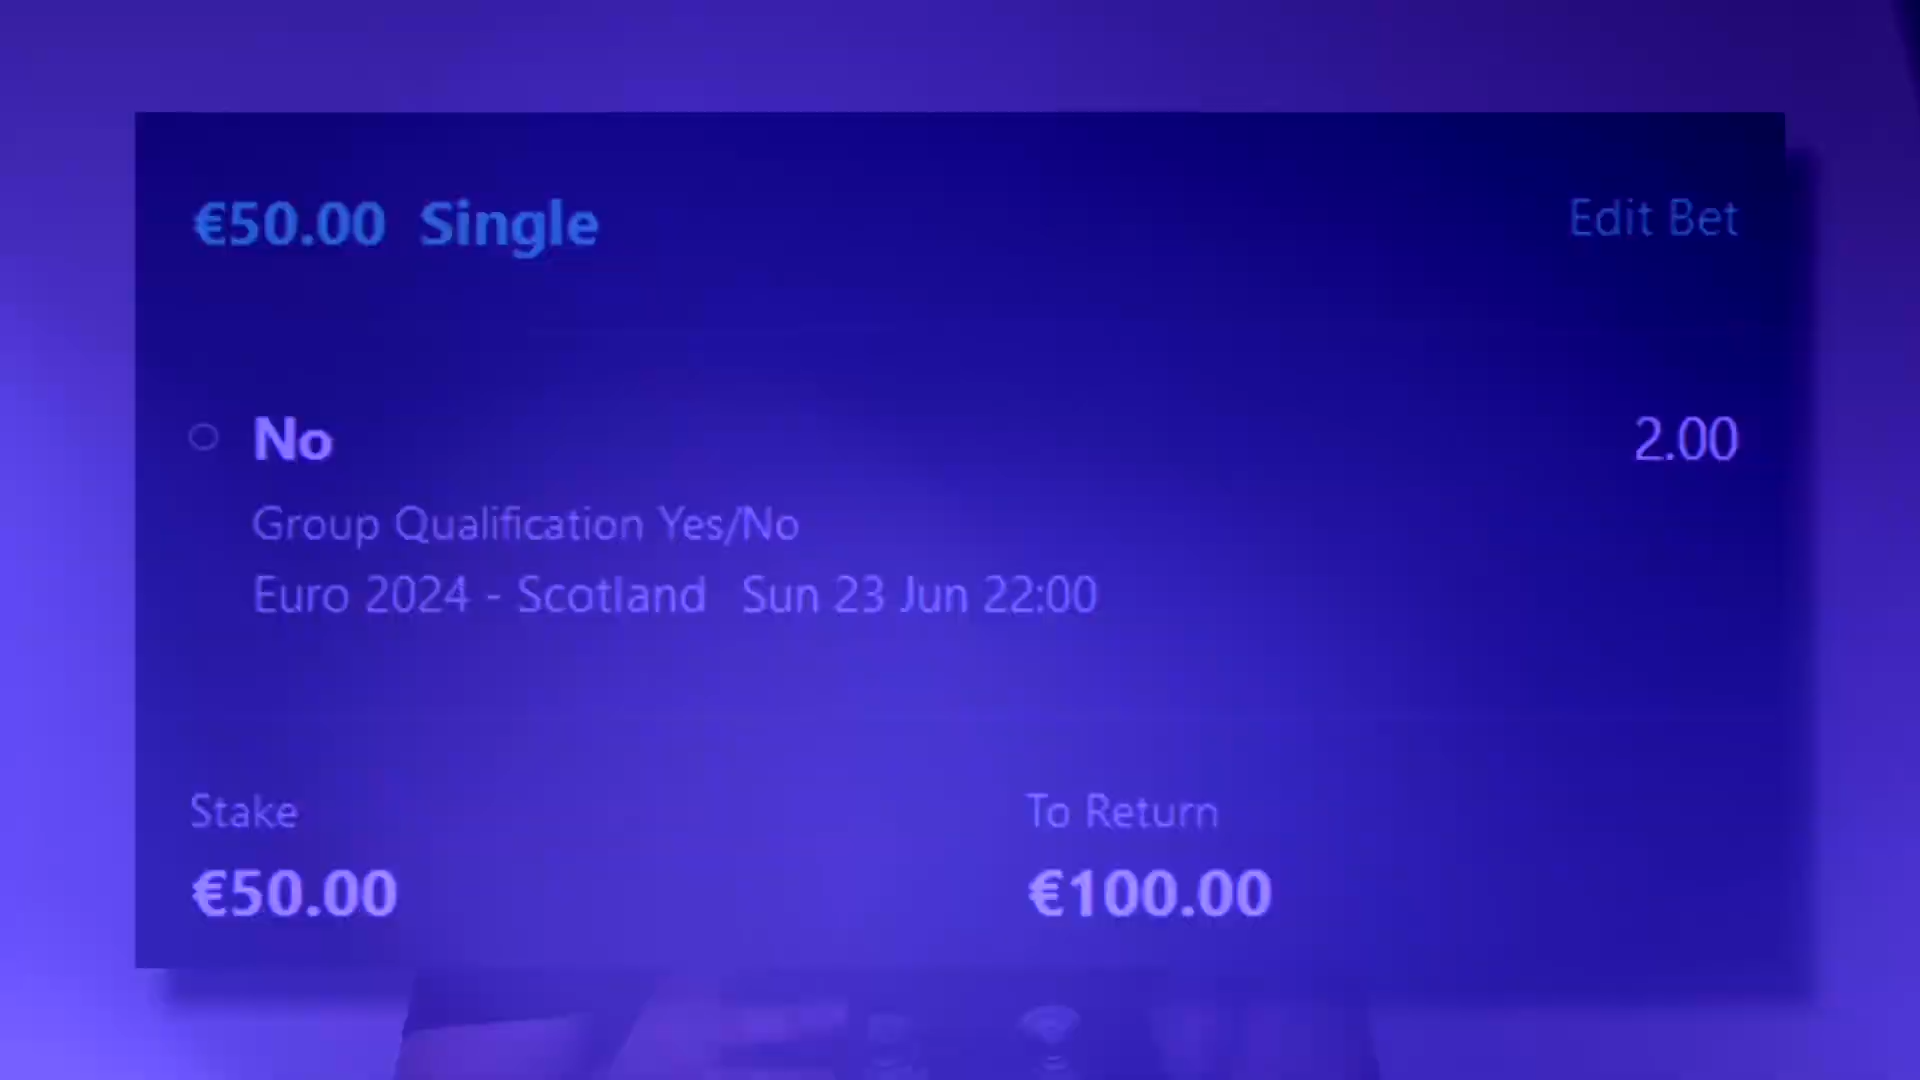 €50.00 Single
Edit Bet
No
2.00
Group Qualification Yes/No
Euro 2024 - Scotland Sun 23 Jun 22:00
Stake
To Return
€50.00
€100.00